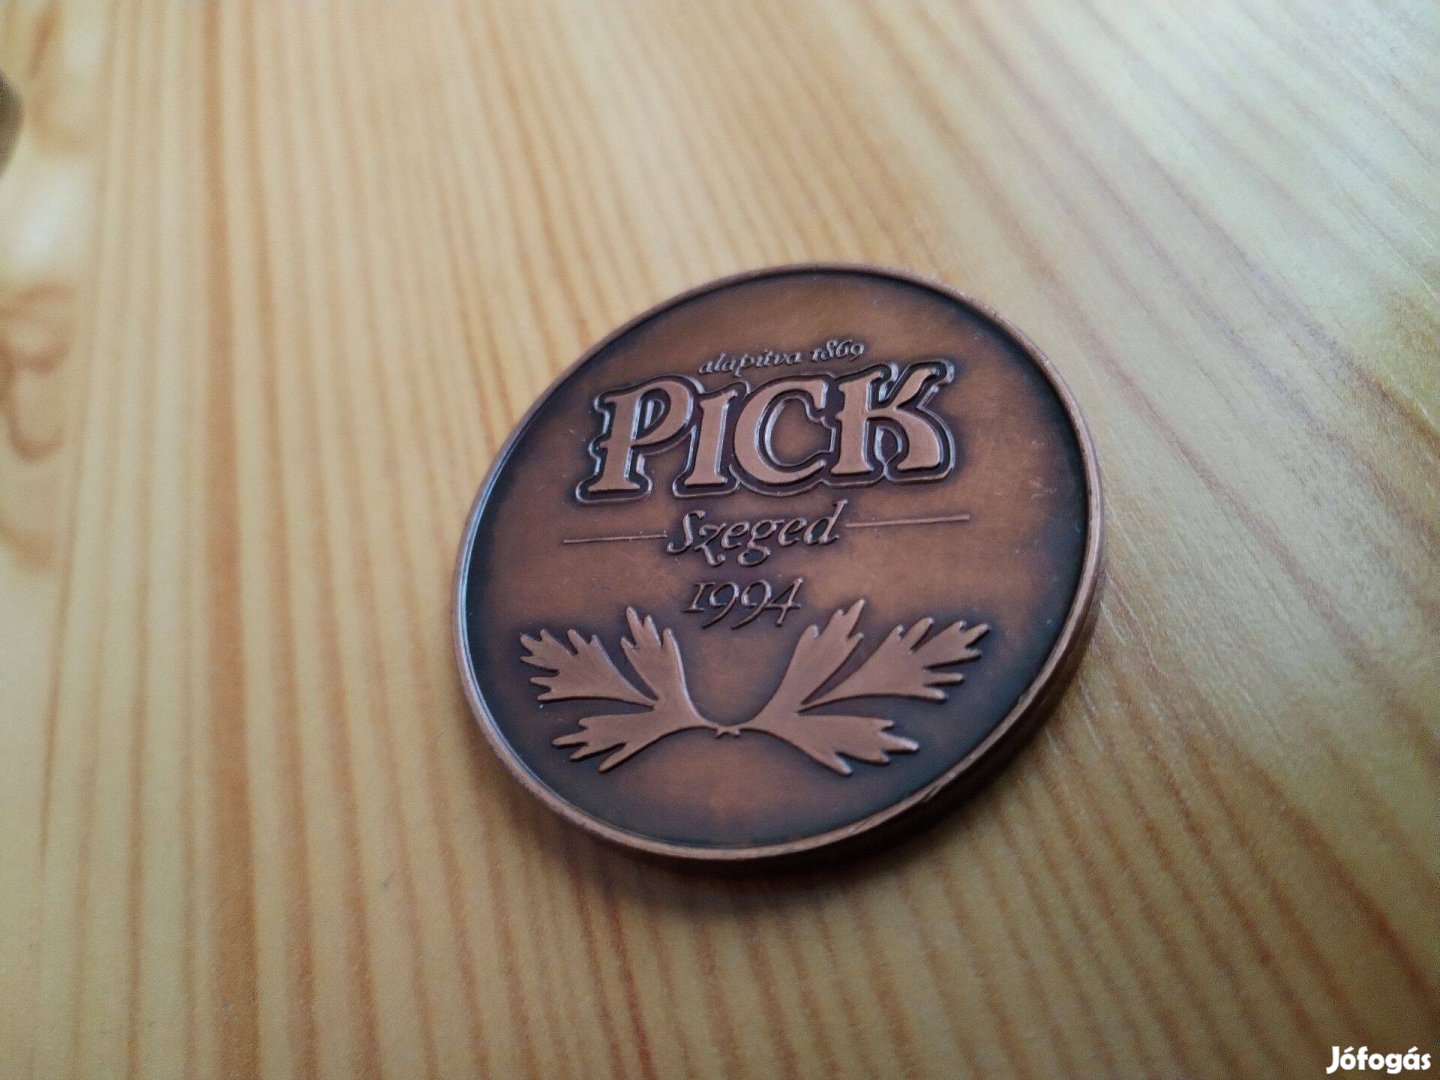 alapítva 1869
PICK
Szeged
1994
Jófogás